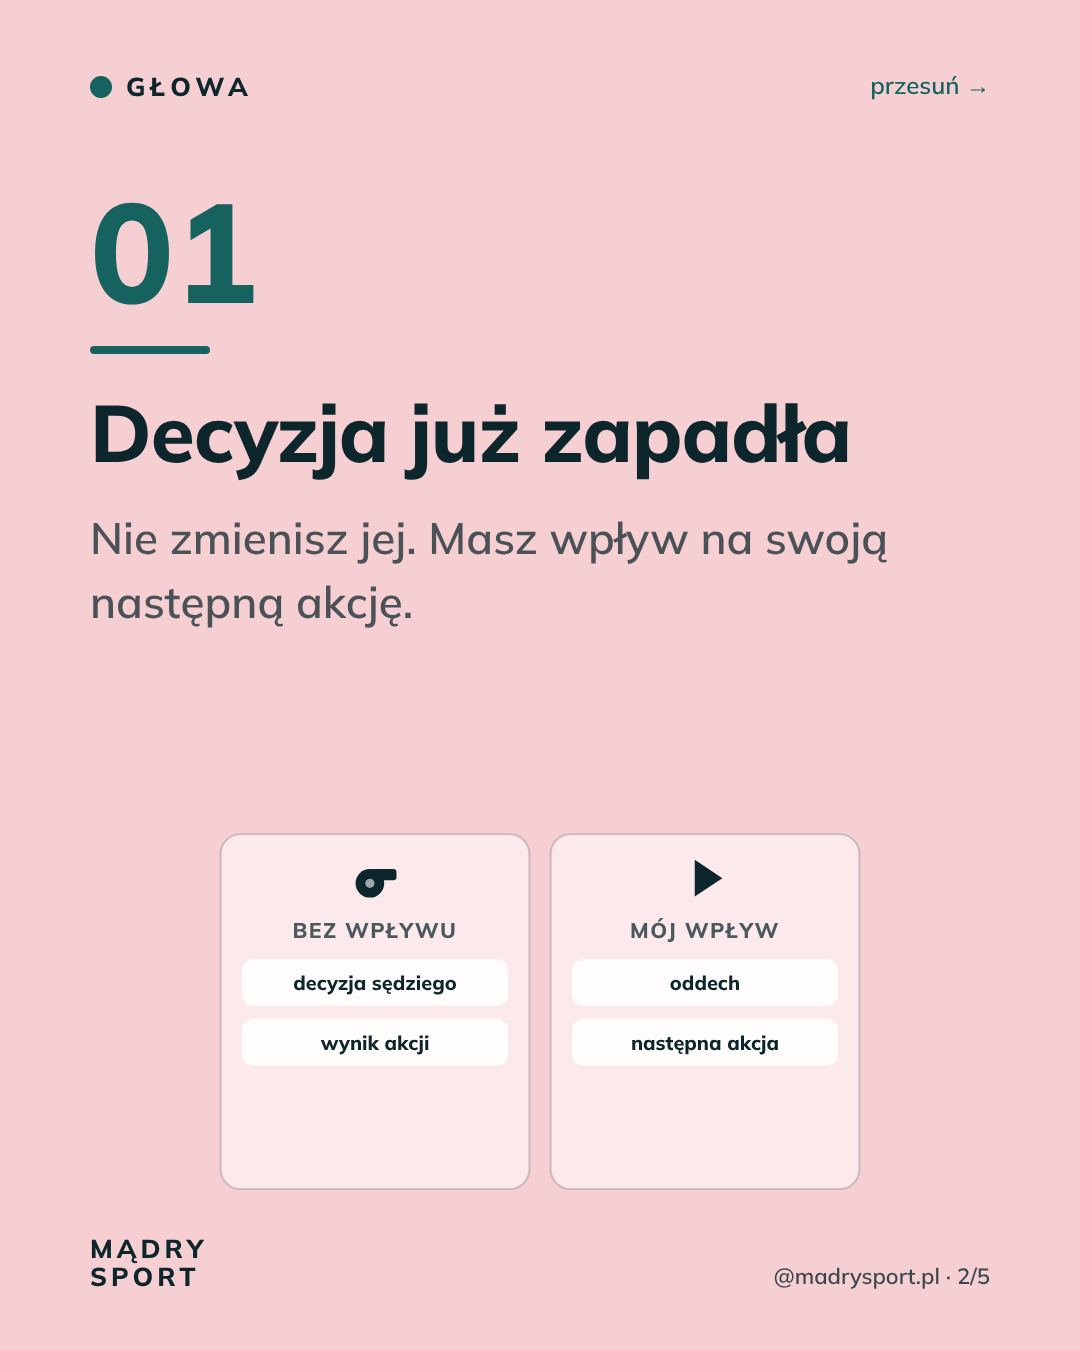 GŁOWA
przesuń →
01
Decyzja już zapadła
Nie zmienisz jej. Masz wpływ na swoją
następną akcję.
BEZ WPŁYWU
decyzja sędziego
wynik akcji
MÓJ WPŁYW
oddech
następna akcja
MĄDRY
SPORT
@madrysport.pl · 2/5